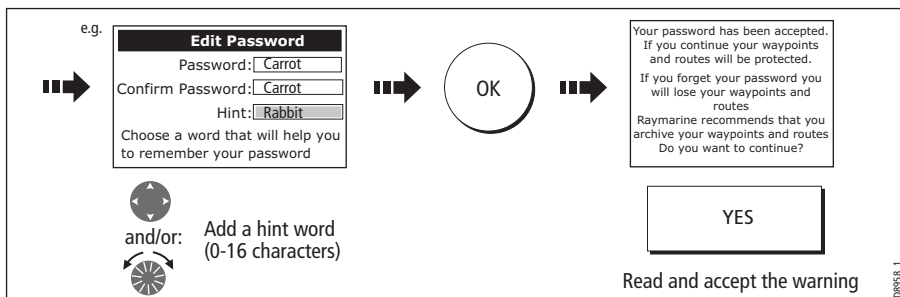 e.g.
Edit Password
Password: Carrot
Confirm Password: Carrot
Hint: Rabbit
Choose a word that will help you
to remember your password
and/or:
Add a hint word
(0-16 characters)
OK
Your password has been accepted.
If you continue your waypoints
and routes will be protected.
If you forget your password you
will lose your waypoints and
routes
Raymarine recommends that you
archive your waypoints and routes
Do you want to continue?
YES
Read and accept the warning
D8958_1